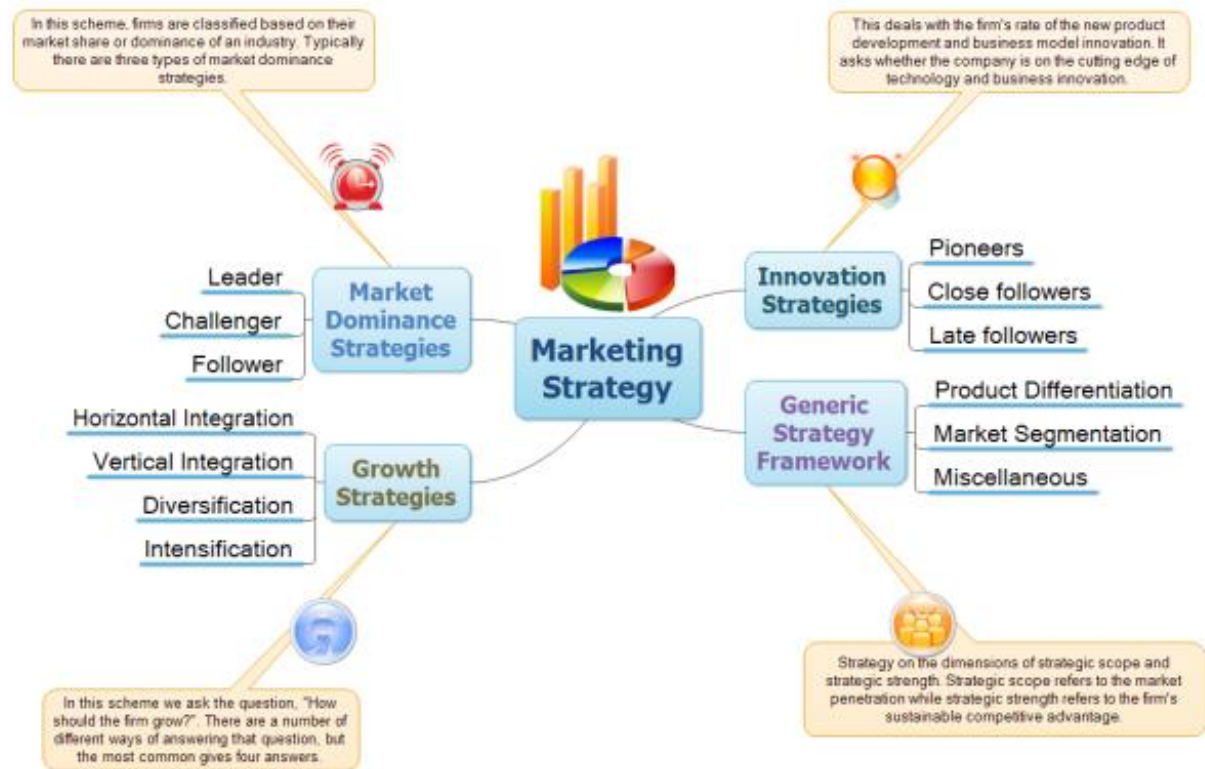 In this scheme, firms are classified based on their
market share or dominance of an industry. Typically
there are three types of market dominance
strategies.
This deals with the firm's rate of the new product
development and business model innovation. It
asks whether the company is on the cutting edge of
technology and business innovation.
Leader
Challenger
Follower
Market
Dominance
Strategies
Marketing
Strategy
Innovation
Strategies
Pioneers
Close followers
Late followers
Horizontal Integration
Vertical Integration
Diversification
Intensification
Growth
Strategies
Generic
Strategy
Framework
Product Differentiation
Market Segmentation
Miscellaneous
In this scheme we ask the question, "How
should the firm grow?". There are a number of
different ways of answering that question, but
the most common gives four answers.
Strategy on the dimensions of strategic scope and
strategic strength. Strategic scope refers to the market
penetration while strategic strength refers to the firm's
sustainable competitive advantage.